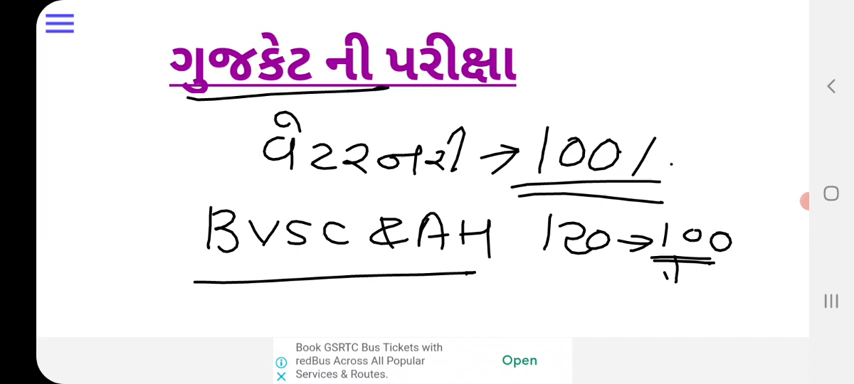 ગુજકેટ ની પરીક્ષા
વેટરનરી → 100%.
BVSC & AH 120 → 100
Book GSRTC Bus Tickets with
redBus Across All Popular
Services & Routes.
Open